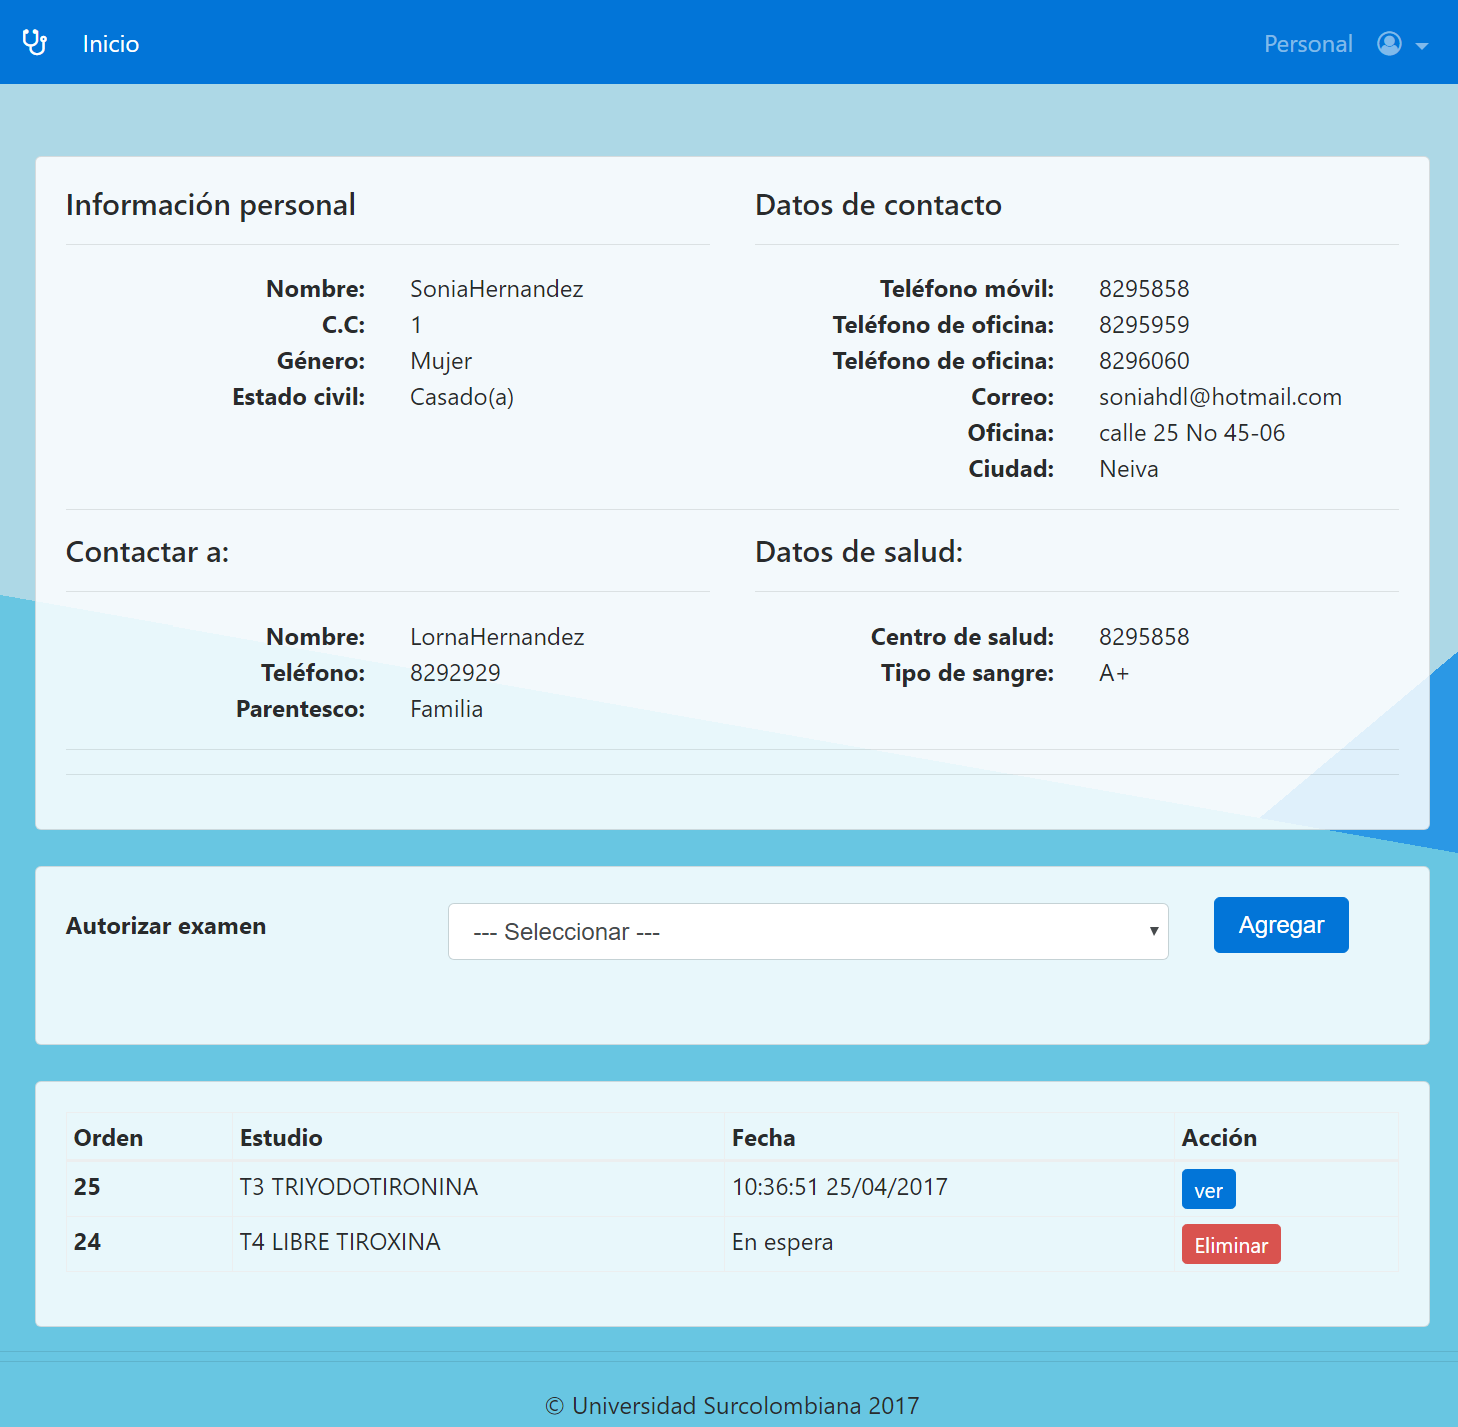 Inicio
Personal
Información personal
Nombre: SoniaHernandez
C.C: 1
Género: Mujer
Estado civil: Casado(a)
Datos de contacto
Teléfono móvil: 8295858
Teléfono de oficina: 8295959
Teléfono de oficina: 8296060
Correo: soniahdl@hotmail.com
Oficina: calle 25 No 45-06
Ciudad: Neiva
Contactar a:
Nombre: LornaHernandez
Teléfono: 8292929
Parentesco: Familia
Datos de salud:
Centro de salud: 8295858
Tipo de sangre: A+
Autorizar examen
--- Seleccionar ---
Agregar
Orden Estudio Fecha Acción
25 T3 TRIYODOTIRONINA 10:36:51 25/04/2017 ver
24 T4 LIBRE TIROXINA En espera Eliminar
© Universidad Surcolombiana 2017